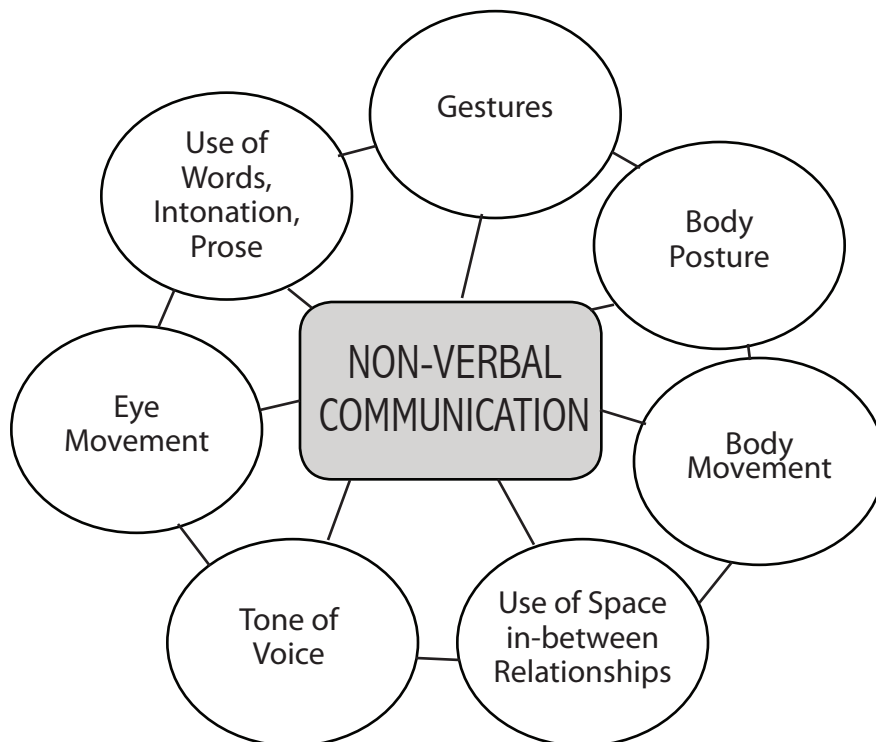 Gestures
Use of
Words,
Intonation,
Prose
Body
Posture
NON-VERBAL
COMMUNICATION
Eye
Movement
Body
Movement
Tone of
Voice
Use of Space
in-between
Relationships